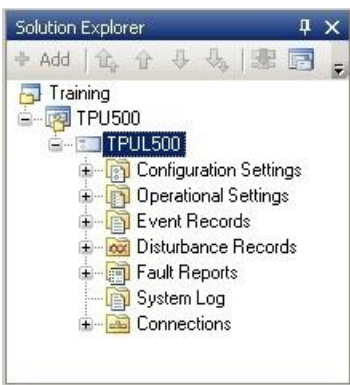 Solution Explorer
Add
Training
TPU500
TPUL500
Configuration Settings
Operational Settings
Event Records
Disturbance Records
Fault Reports
System Log
Connections